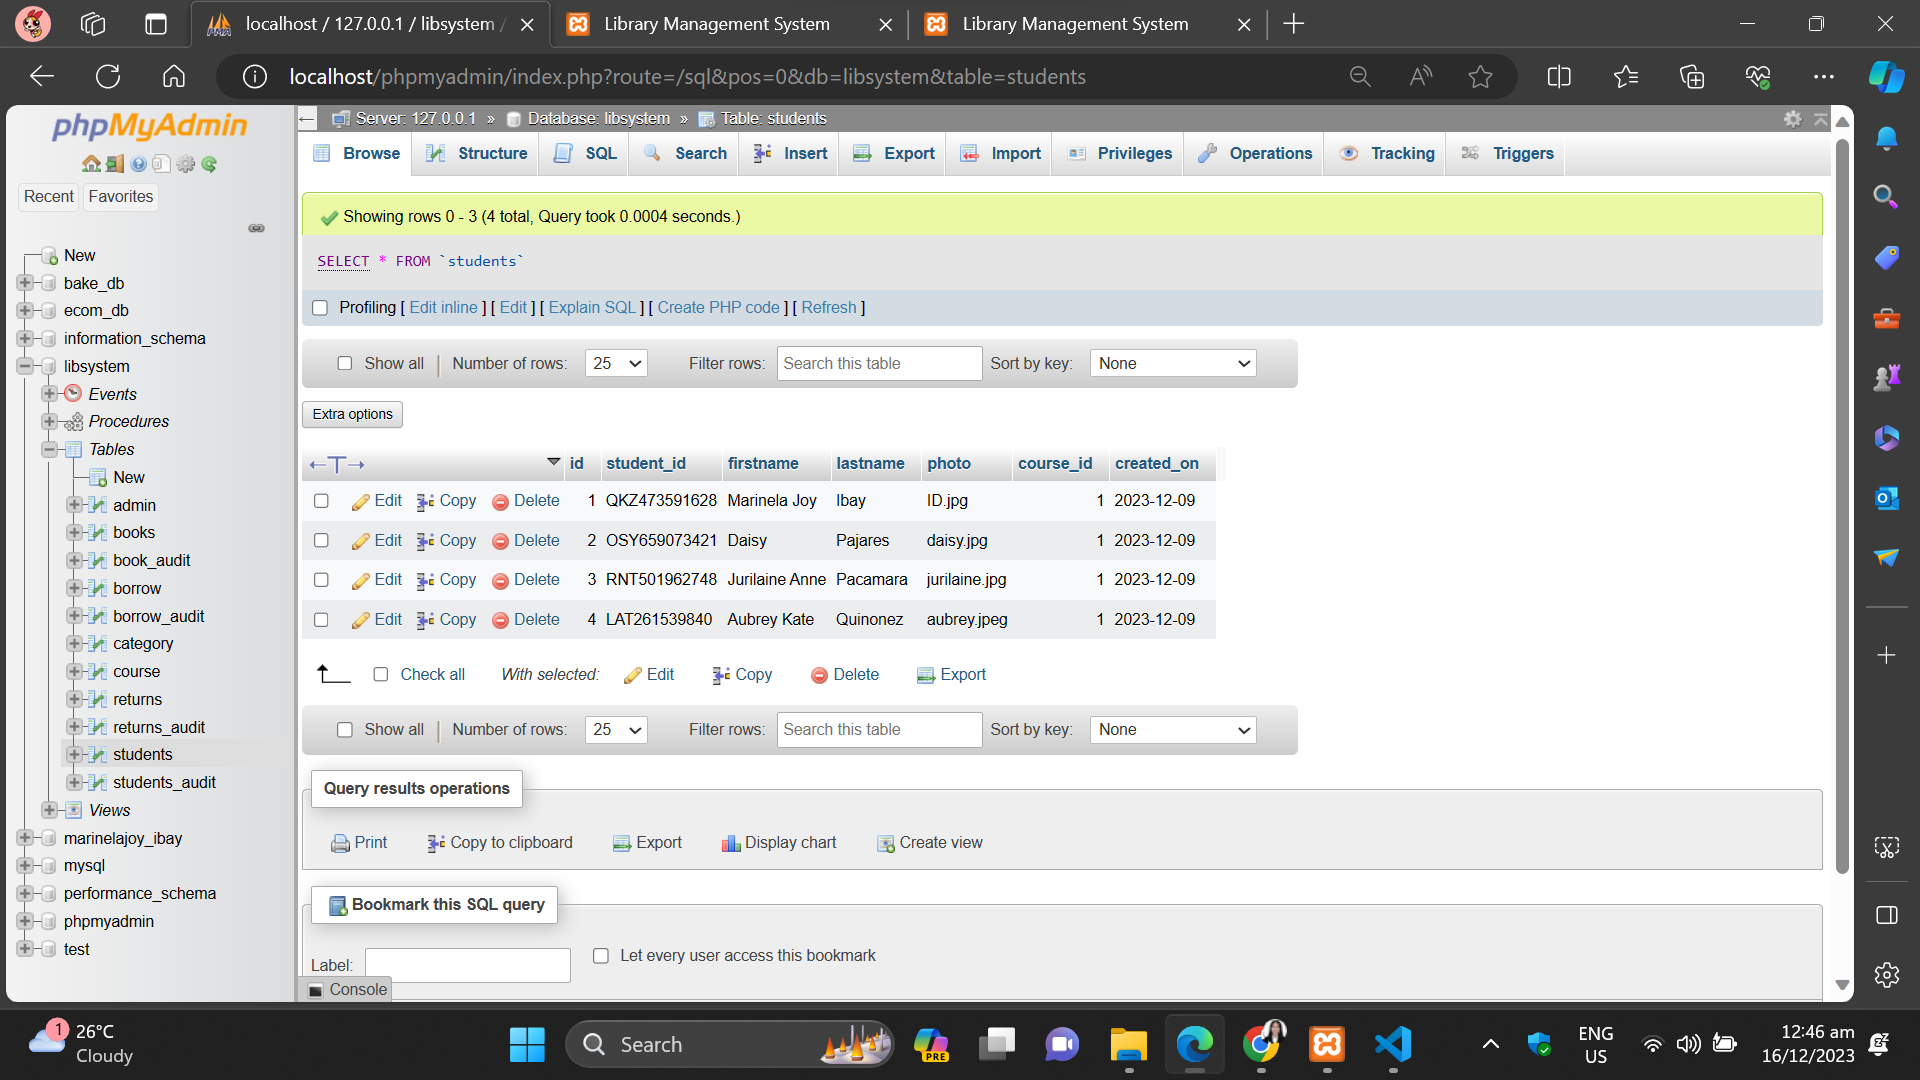 localhost / 127.0.0.1 / libsystem /
Library Management System
Library Management System
localhost/phpmyadmin/index.php?route=/sql&pos=0&db=libsystem&table=students
phpMyAdmin
Recent
Favorites
New
bake_db
ecom_db
information_schema
libsystem
Events
Procedures
Tables
New
admin
books
book_audit
borrow
borrow_audit
category
course
returns
returns_audit
students
students_audit
Views
marinelajoy_ibay
mysql
performance_schema
phpmyadmin
test
Server: 127.0.0.1 » Database: libsystem » Table: students
Browse Structure SQL Search Insert Export Import Privileges Operations Tracking Triggers
Showing rows 0 - 3 (4 total, Query took 0.0004 seconds.)
SELECT * FROM `students`
Profiling [ Edit inline ] [ Edit ] [ Explain SQL ] [ Create PHP code ] [ Refresh ]
Show all | Number of rows: 25 Filter rows: Search this table Sort by key: None
Extra options
←T→ id student_id firstname lastname photo course_id created_on
Edit Copy Delete 1 QKZ473591628 Marinela Joy Ibay ID.jpg 1 2023-12-09
Edit Copy Delete 2 OSY659073421 Daisy Pajares daisy.jpg 1 2023-12-09
Edit Copy Delete 3 RNT501962748 Jurilaine Anne Pacamara jurilaine.jpg 1 2023-12-09
Edit Copy Delete 4 LAT261539840 Aubrey Kate Quinonez aubrey.jpeg 1 2023-12-09
Check all With selected: Edit Copy Delete Export
Show all | Number of rows: 25 Filter rows: Search this table Sort by key: None
Query results operations
Print Copy to clipboard Export Display chart Create view
Bookmark this SQL query
Label: Let every user access this bookmark
Console
1
26°C
Cloudy
Search
PRE
ENG
US
12:46 am
16/12/2023